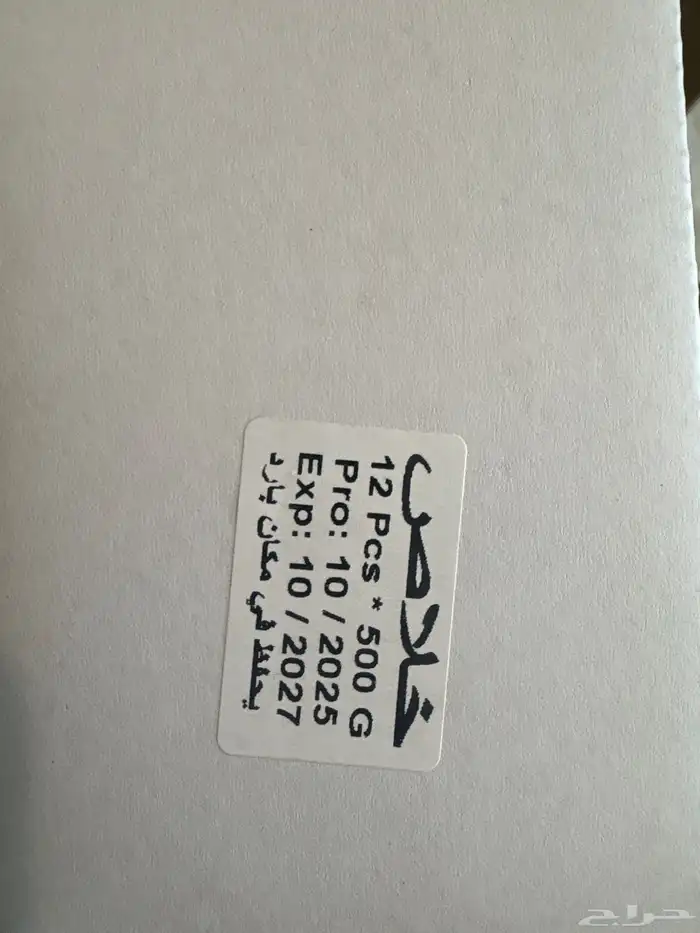 خلاص
12 Pcs * 500 G
Pro: 10 / 2025
Exp: 10 / 2027
يحفظ في مكان بارد
حراج